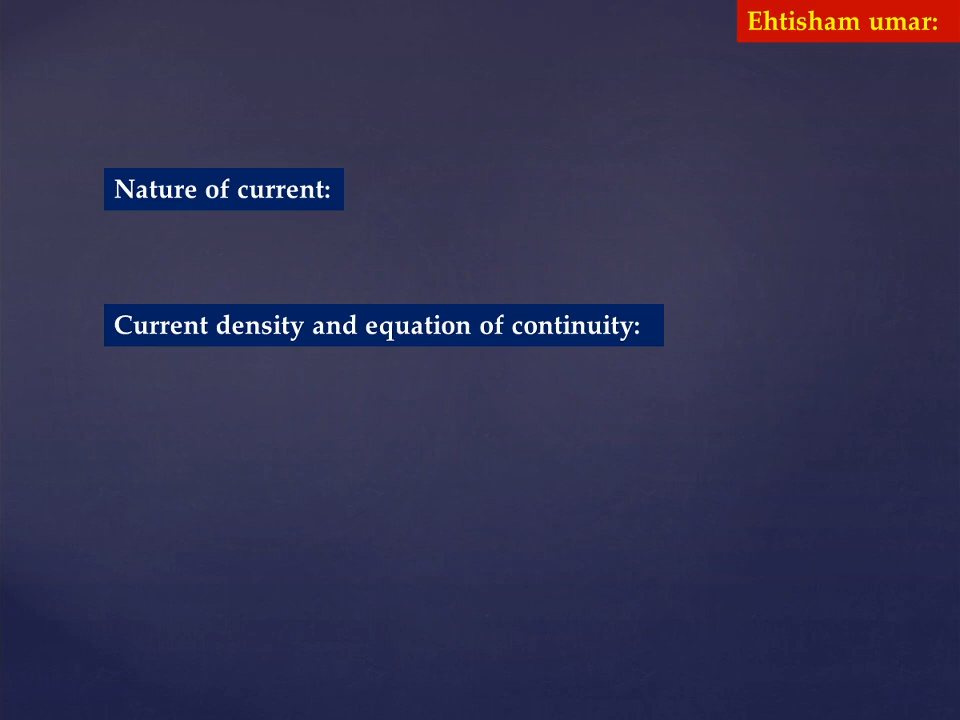 Ehtisham umar:
Nature of current:
Current density and equation of continuity: